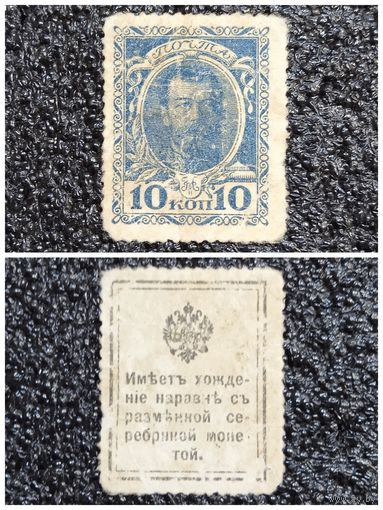 ПОЧТА
10 КОП 10
Имѣетъ хожде-
ніе наравнѣ съ
размѣнной се-
ребряной моне-
той.